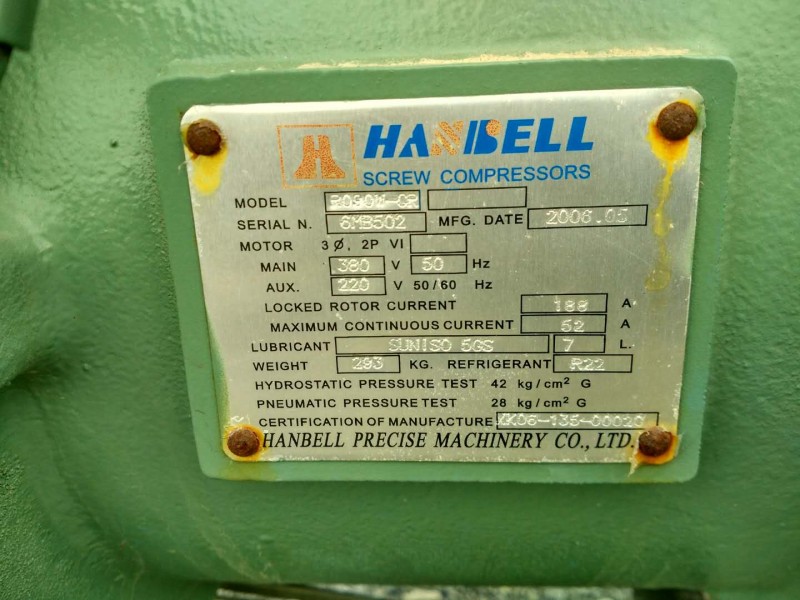 HANBELL
SCREW COMPRESSORS
MODEL
SERIAL N. 6MB502 MFG. DATE 2006.05
MOTOR 3 Ø, 2P VI
MAIN 380 V 50 Hz
AUX. 220 V 50/60 Hz
LOCKED ROTOR CURRENT 188 A
MAXIMUM CONTINUOUS CURRENT 52 A
LUBRICANT SUNISO 5GS 7 L.
WEIGHT 293 KG. REFRIGERANT R22
HYDROSTATIC PRESSURE TEST 42 kg/cm² G
PNEUMATIC PRESSURE TEST 28 kg/cm² G
CERTIFICATION OF MANUFACTURE
HANBELL PRECISE MACHINERY CO., LTD.